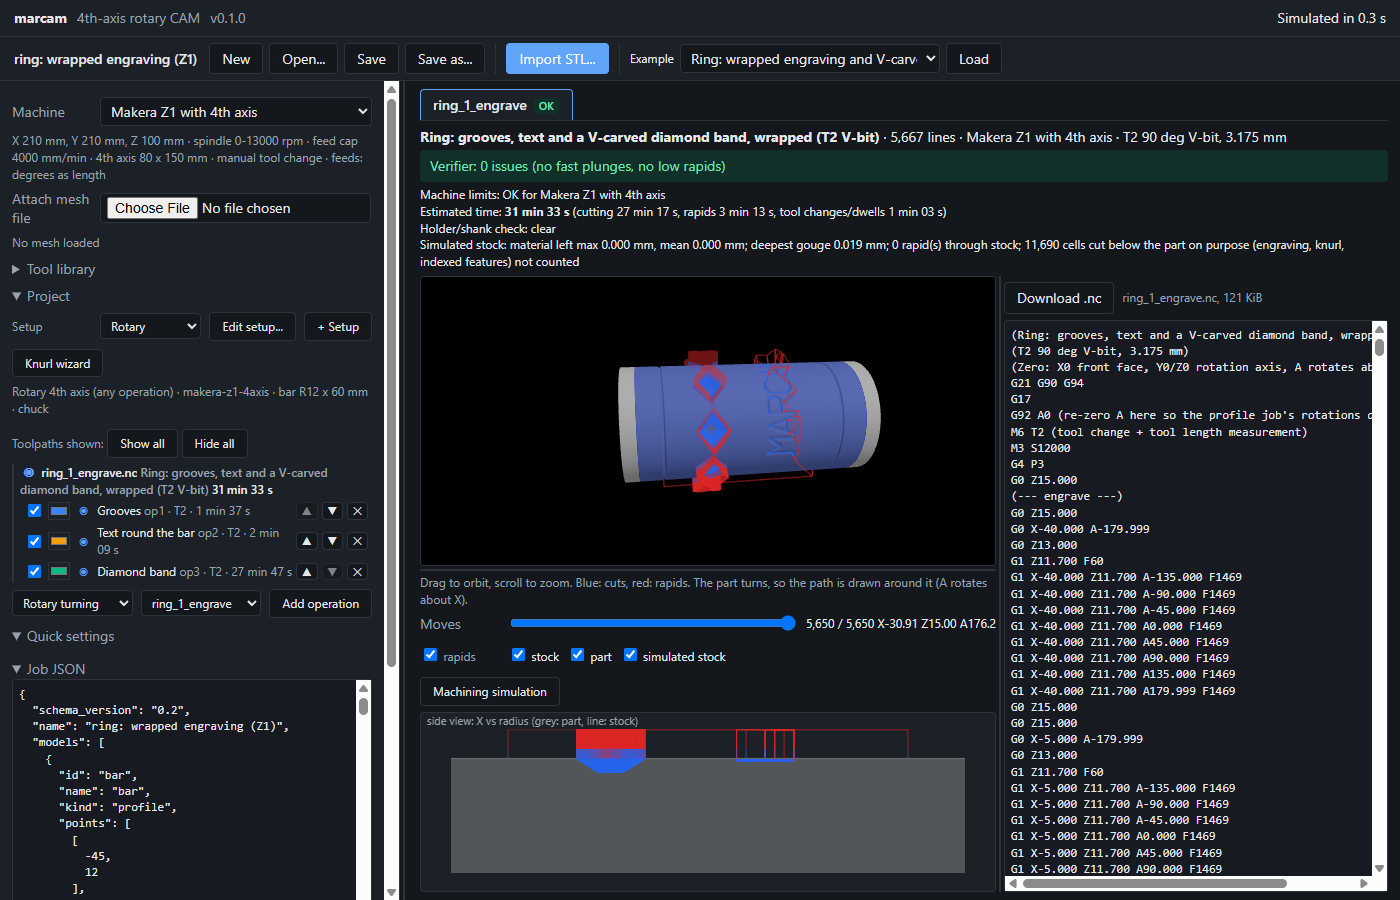 marcam 4th-axis rotary CAM v0.1.0
Simulated in 0.3 s
ring: wrapped engraving (Z1) New Open... Save Save as... Import STL... Example Ring: wrapped engraving and V-carv Load
Machine Makera Z1 with 4th axis
X 210 mm, Y 210 mm, Z 100 mm · spindle 0-13000 rpm · feed cap
4000 mm/min · 4th axis 80 x 150 mm · manual tool change · feeds:
degrees as length
Attach mesh file Choose File No file chosen
No mesh loaded
Tool library
Project
Setup Rotary Edit setup... + Setup
Knurl wizard
Rotary 4th axis (any operation) · makera-z1-4axis · bar R12 x 60 mm
· chuck
Toolpaths shown: Show all Hide all
ring_1_engrave.nc Ring: grooves, text and a V-carved
diamond band, wrapped (T2 V-bit) 31 min 33 s
Grooves op1 · T2 · 1 min 37 s
Text round the bar op2 · T2 · 2 min
09 s
Diamond band op3 · T2 · 27 min 47 s
Rotary turning ring_1_engrave Add operation
Quick settings
Job JSON
{
"schema_version": "0.2",
"name": "ring: wrapped engraving (Z1)",
"models": [
{
"id": "bar",
"name": "bar",
"kind": "profile",
"points": [
[
-45,
12
],
ring_1_engrave OK
Ring: grooves, text and a V-carved diamond band, wrapped (T2 V-bit) · 5,667 lines · Makera Z1 with 4th axis · T2 90 deg V-bit, 3.175 mm
Verifier: 0 issues (no fast plunges, no low rapids)
Machine limits: OK for Makera Z1 with 4th axis
Estimated time: 31 min 33 s (cutting 27 min 17 s, rapids 3 min 13 s, tool changes/dwells 1 min 03 s)
Holder/shank check: clear
Simulated stock: material left max 0.000 mm, mean 0.000 mm; deepest gouge 0.019 mm; 0 rapid(s) through stock; 11,690 cells cut below the part on purpose (engraving, knurl,
indexed features) not counted
MARC
Drag to orbit, scroll to zoom. Blue: cuts, red: rapids. The part turns, so the path is drawn around it (A rotates
about X).
Moves 5,650 / 5,650 X-30.91 Z15.00 A176.2
rapids stock part simulated stock
Machining simulation
side view: X vs radius (grey: part, line: stock)
Download .nc ring_1_engrave.nc, 121 KiB
(Ring: grooves, text and a V-carved diamond band, wrapp
(T2 90 deg V-bit, 3.175 mm)
(Zero: X0 front face, Y0/Z0 rotation axis, A rotates ab
G21 G90 G94
G17
G92 A0 (re-zero A here so the profile job's rotations d
M6 T2 (tool change + tool length measurement)
M3 S12000
G4 P3
G0 Z15.000
(--- engrave ---)
G0 Z15.000
G0 X-40.000 A-179.999
G0 Z13.000
G1 Z11.700 F60
G1 X-40.000 Z11.700 A-135.000 F1469
G1 X-40.000 Z11.700 A-90.000 F1469
G1 X-40.000 Z11.700 A-45.000 F1469
G1 X-40.000 Z11.700 A0.000 F1469
G1 X-40.000 Z11.700 A45.000 F1469
G1 X-40.000 Z11.700 A90.000 F1469
G1 X-40.000 Z11.700 A135.000 F1469
G1 X-40.000 Z11.700 A179.999 F1469
G0 Z15.000
G0 Z15.000
G0 X-5.000 A-179.999
G0 Z13.000
G1 Z11.700 F60
G1 X-5.000 Z11.700 A-135.000 F1469
G1 X-5.000 Z11.700 A-90.000 F1469
G1 X-5.000 Z11.700 A-45.000 F1469
G1 X-5.000 Z11.700 A0.000 F1469
G1 X-5.000 Z11.700 A45.000 F1469
G1 X-5.000 Z11.700 A90.000 F1469